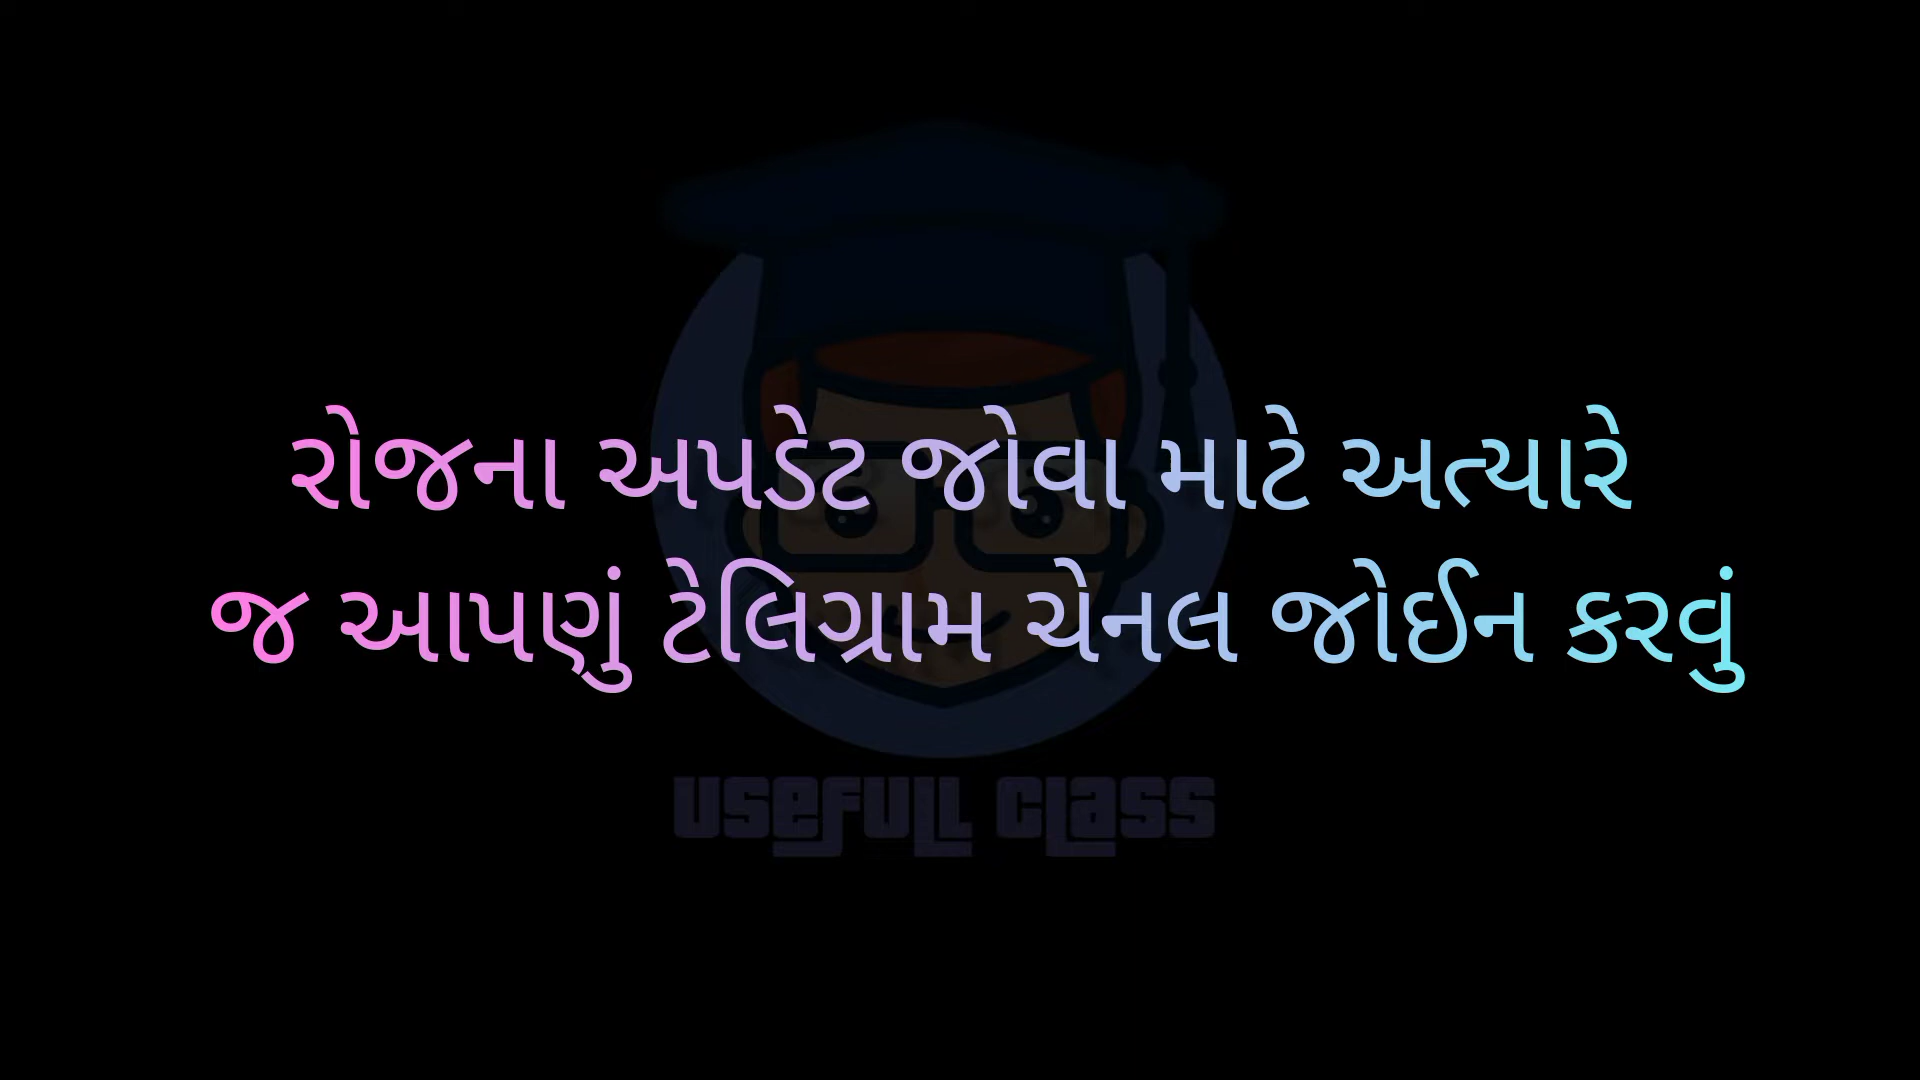 રોજના અપડેટ જોવા માટે અત્યારે
જ આપણું ટેલિગ્રામ ચેનલ જોઈન કરવું
USEFULL CLASS